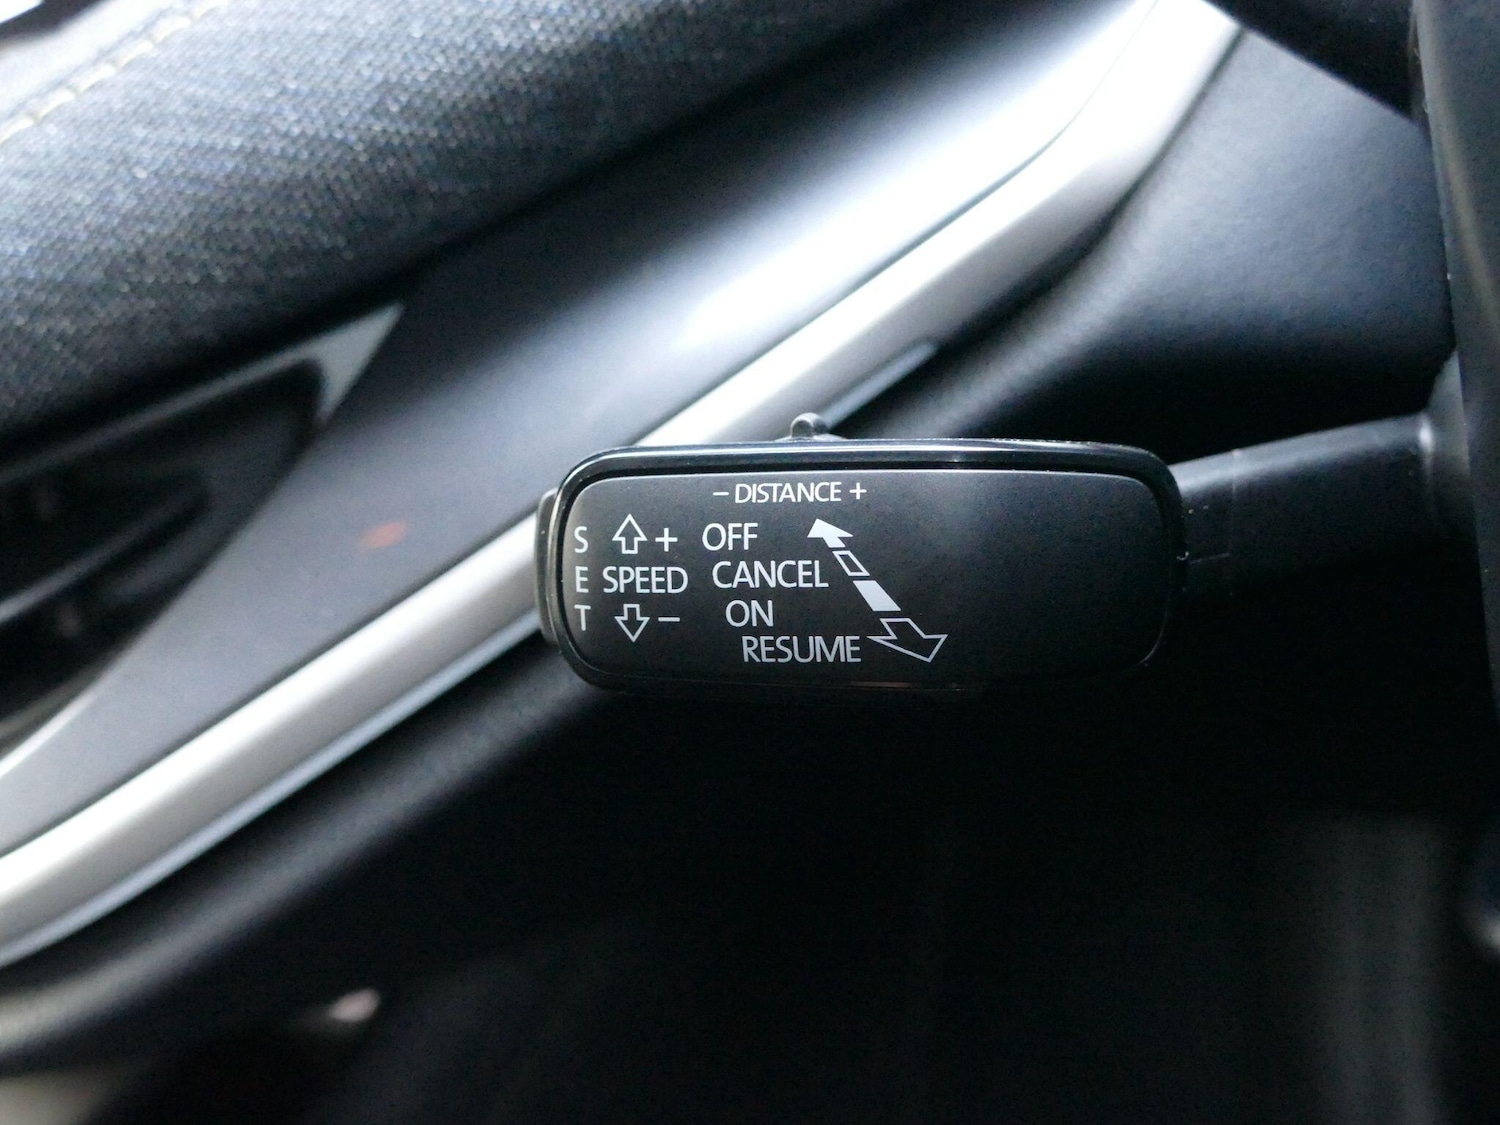 - DISTANCE +
S + OFF
E SPEED CANCEL
T - ON
RESUME